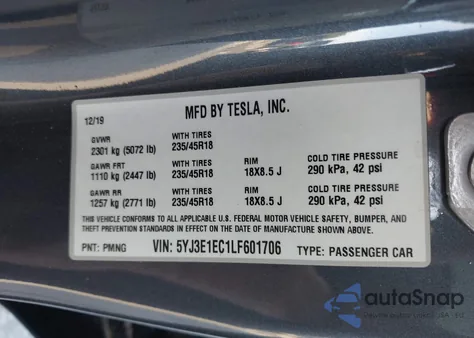 12/19 MFD BY TESLA, INC.
GVWR WITH TIRES
2301 kg (5072 lb) 235/45R18
GAWR FRT WITH TIRES RIM COLD TIRE PRESSURE
1110 kg (2447 lb) 235/45R18 18X8.5 J 290 kPa, 42 psi
GAWR RR WITH TIRES RIM COLD TIRE PRESSURE
1257 kg (2771 lb) 235/45R18 18X8.5 J 290 kPa, 42 psi
THIS VEHICLE CONFORMS TO ALL APPLICABLE U.S. FEDERAL MOTOR VEHICLE SAFETY, BUMPER, AND
THEFT PREVENTION STANDARDS IN EFFECT ON THE DATE OF MANUFACTURE SHOWN ABOVE.
PNT: PMNG VIN: 5YJ3E1EC1LF601706 TYPE: PASSENGER CAR
autoSnap